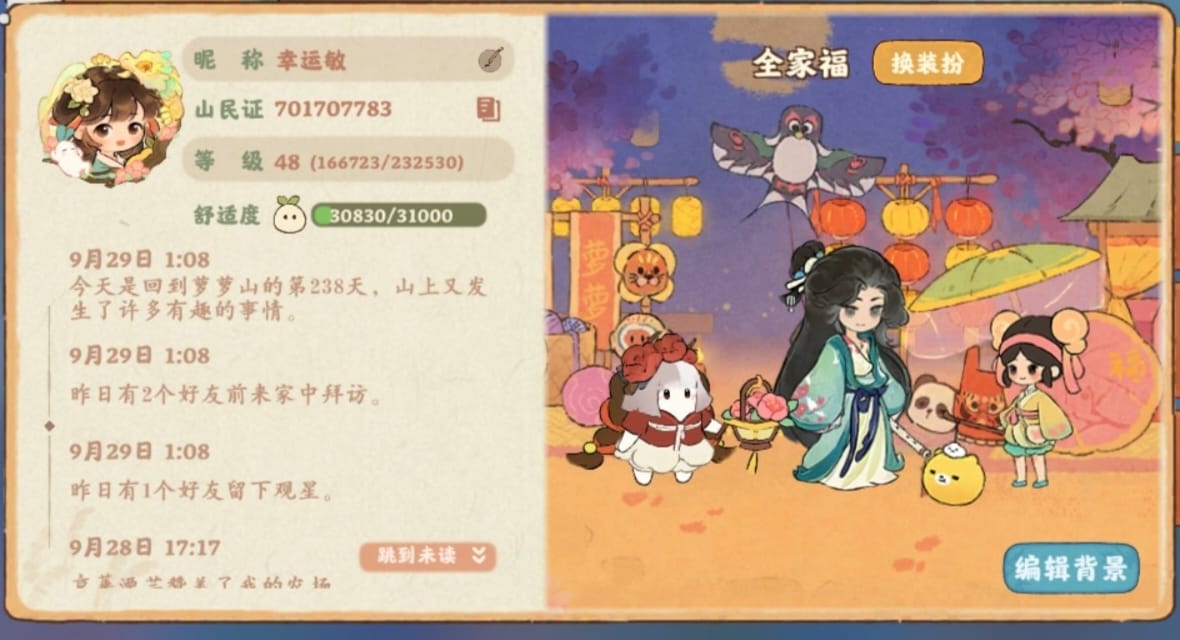 昵 称 幸运敏
山民证 701707783
等 级 48 (166723/232530)
舒适度 30830/31000
9月29日 1:08
今天是回到萝萝山的第238天，山上又发
生了许多有趣的事情。
9月29日 1:08
昨日有2个好友前来家中拜访。
9月29日 1:08
昨日有1个好友留下观星。
9月28日 17:17
了我的农场
跳到未读
全家福
换装扮
萝
萝
福
编辑背景